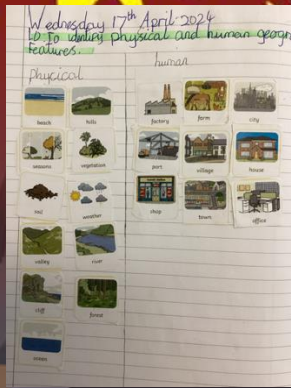 Wednesday 17th April 2024
LO To identify physical and human geogr
features.
physical
human
beach hills factory farm city
seasons vegetation port village house
soil weather shop town office
valley river
cliff forest
ocean